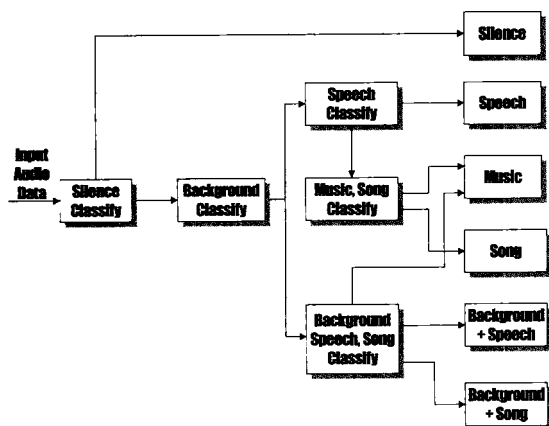 Silence
Speech
Classify
Speech
Input
Audio
Data
Silence
Classify
Background
Classify
Music, Song
Classify
Music
Song
Background
Speech, Song
Classify
Background
+ Speech
Background
+ Song